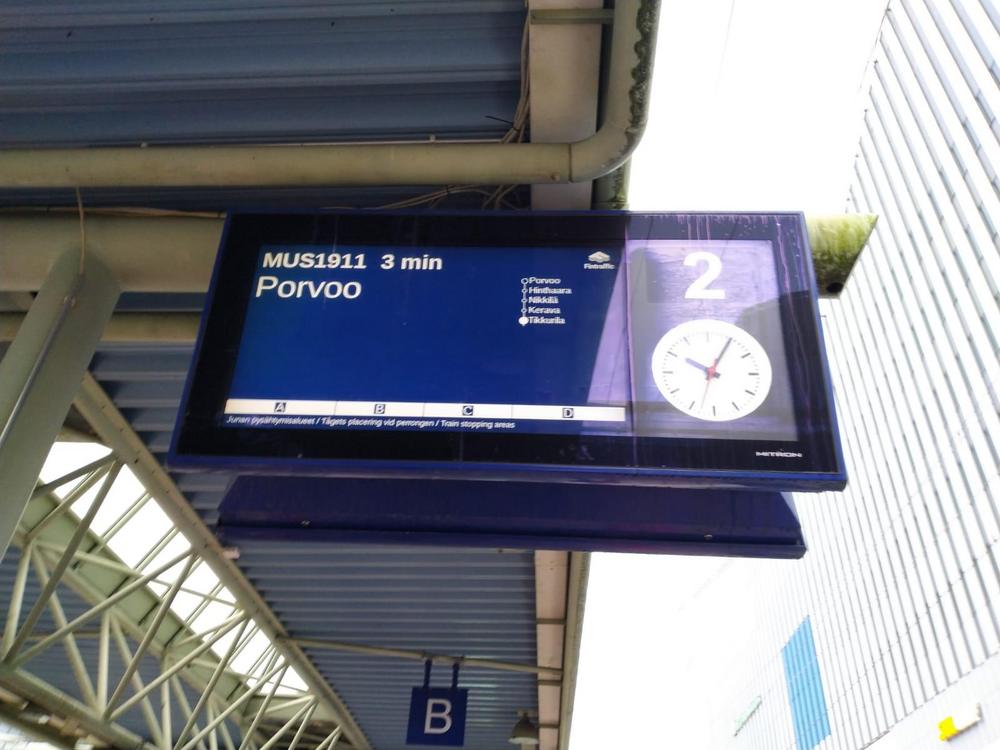 MUS1911 3 min
Porvoo
Fintraffic
Porvoo
Hinthaara
Nikkilä
Kerava
Tikkurila
A B C D
Junan pysähtymisalueet / Tågets placering vid perrongen / Train stopping areas
2
MITRON
B